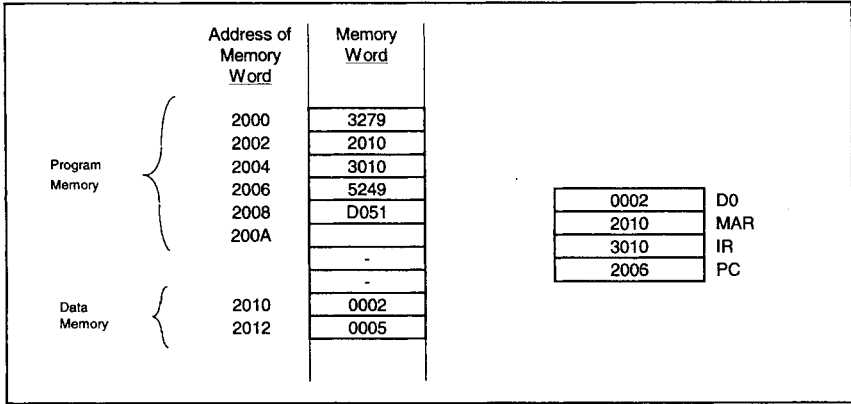 Address of Memory Word
Memory Word
Program Memory
2000 3279
2002 2010
2004 3010
2006 5249
2008 D051
200A
-
-
Data Memory
2010 0002
2012 0005
0002 D0
2010 MAR
3010 IR
2006 PC